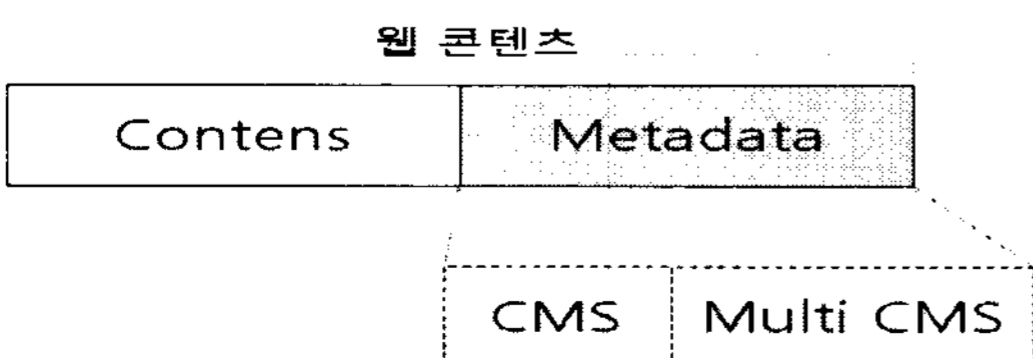 웹 콘텐츠
Contens Metadata
CMS Multi CMS